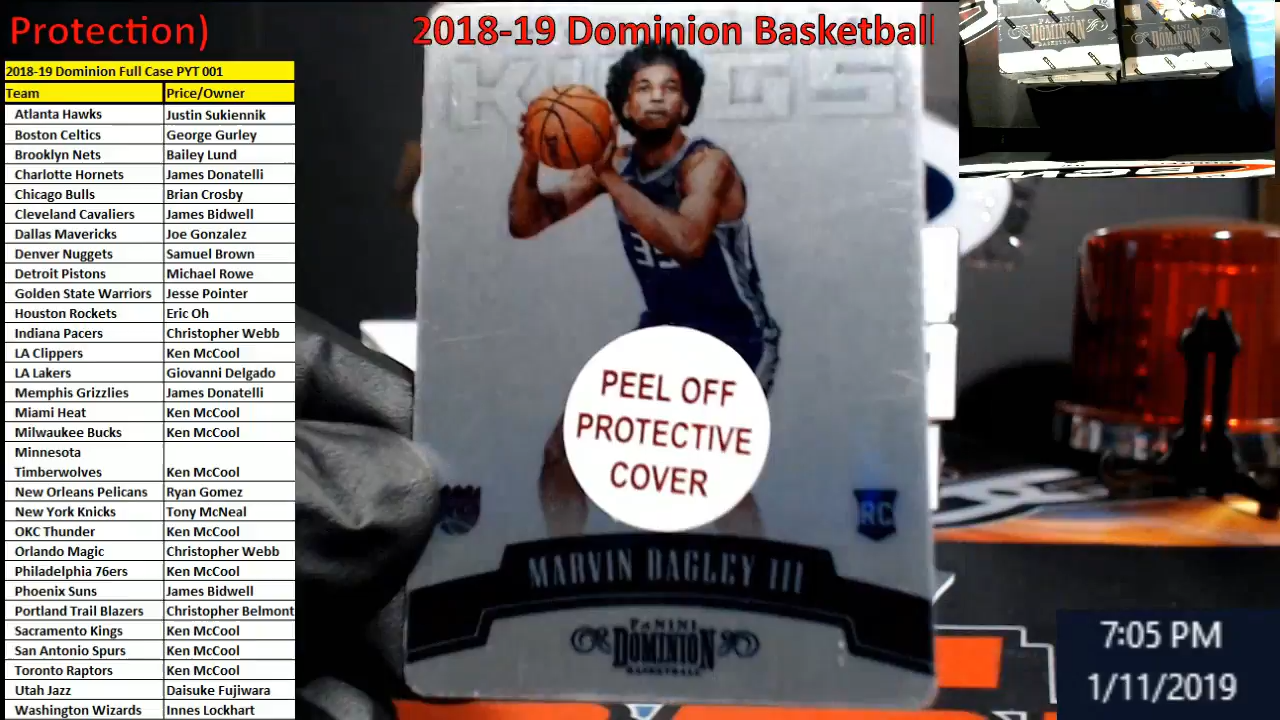 Protection)
2018-19 Dominion Basketball
2018-19 Dominion Full Case PYT 001
Team Price/Owner
Atlanta Hawks Justin Sukiennik
Boston Celtics George Gurley
Brooklyn Nets Bailey Lund
Charlotte Hornets James Donatelli
Chicago Bulls Brian Crosby
Cleveland Cavaliers James Bidwell
Dallas Mavericks Joe Gonzalez
Denver Nuggets Samuel Brown
Detroit Pistons Michael Rowe
Golden State Warriors Jesse Pointer
Houston Rockets Eric Oh
Indiana Pacers Christopher Webb
LA Clippers Ken McCool
LA Lakers Giovanni Delgado
Memphis Grizzlies James Donatelli
Miami Heat Ken McCool
Milwaukee Bucks Ken McCool
Minnesota
Timberwolves Ken McCool
New Orleans Pelicans Ryan Gomez
New York Knicks Tony McNeal
OKC Thunder Ken McCool
Orlando Magic Christopher Webb
Philadelphia 76ers Ken McCool
Phoenix Suns James Bidwell
Portland Trail Blazers Christopher Belmont
Sacramento Kings Ken McCool
San Antonio Spurs Ken McCool
Toronto Raptors Ken McCool
Utah Jazz Daisuke Fujiwara
Washington Wizards Innes Lockhart
KINGS
35
PEEL OFF
PROTECTIVE
COVER
RC
MARVIN BAGLEY III
PANINI
DOMINION
BASKETBALL
PANINI
DOMINION
BASKETBALL
DOMINION
7:05 PM
1/11/2019